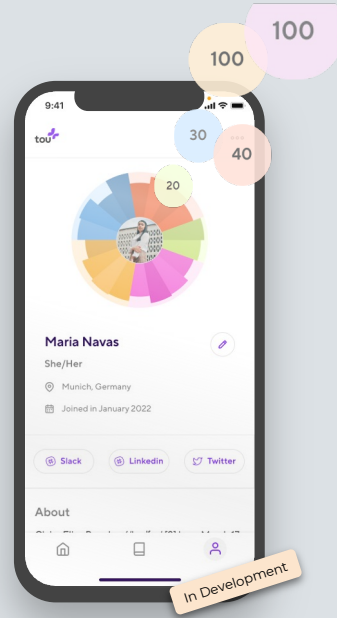 100
100
9:41
tou
30
40
20
Maria Navas
She/Her
Munich, Germany
Joined in January 2022
Slack
Linkedin
Twitter
About
In Development